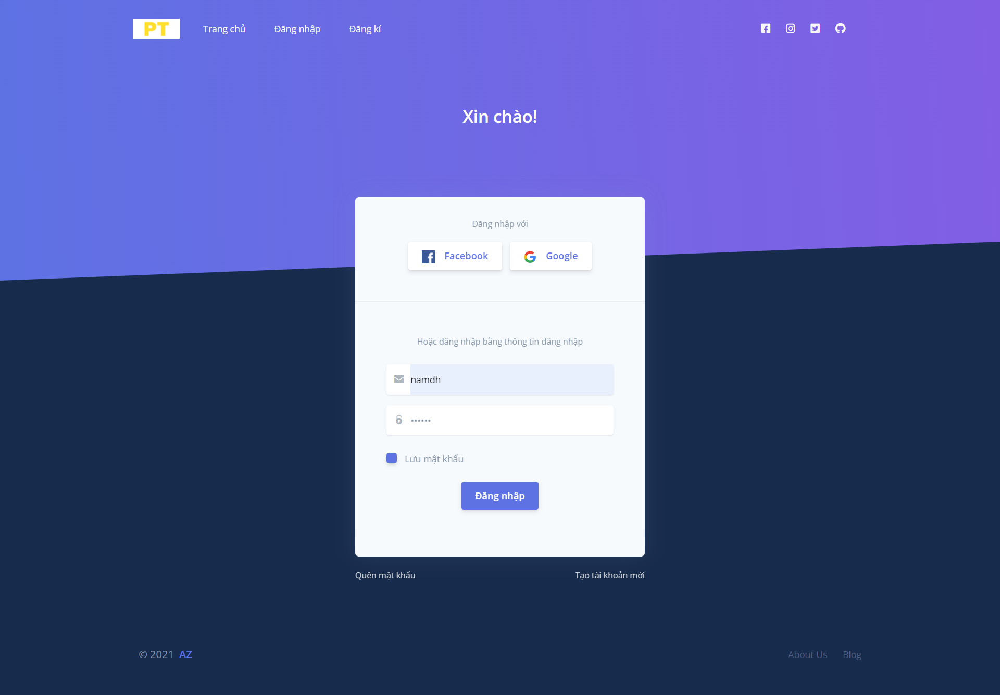 PT
Trang chủ
Đăng nhập
Đăng kí
Xin chào!
Đăng nhập với
Facebook
Google
Hoặc đăng nhập bằng thông tin đăng nhập
namdh
••••••
Lưu mật khẩu
Đăng nhập
Quên mật khẩu
Tạo tài khoản mới
© 2021 AZ
About Us
Blog